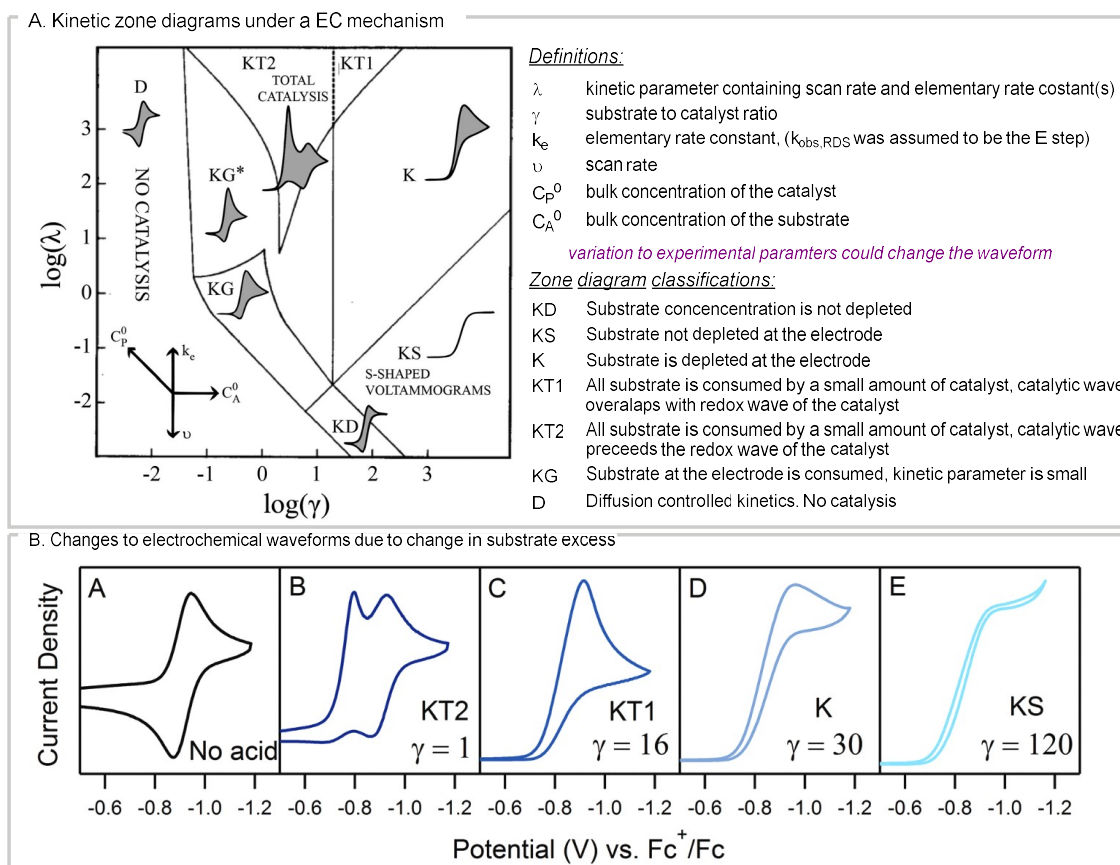 A. Kinetic zone diagrams under a EC mechanism
KT2
KT1
TOTAL
CATALYSIS
D
NO CATALYSIS
KG*
K
KG
KS
S-SHAPED
VOLTAMMOGRAMS
KD
C_P^0
k_e
C_A^0
υ
log(λ)
3
2
1
0
-1
-2
-2 -1 0 1 2 3
log(γ)
Definitions:
λ kinetic parameter containing scan rate and elementary rate costant(s)
γ substrate to catalyst ratio
k_e elementary rate constant, (k_obs,RDS was assumed to be the E step)
υ scan rate
C_P^0 bulk concentration of the catalyst
C_A^0 bulk concentration of the substrate
variation to experimental paramters could change the waveform
Zone diagram classifications:
KD Substrate concencentration is not depleted
KS Substrate not depleted at the electrode
K Substrate is depleted at the electrode
KT1 All substrate is consumed by a small amount of catalyst, catalytic wave
overalaps with redox wave of the catalyst
KT2 All substrate is consumed by a small amount of catalyst, catalytic wave
preceeds the redox wave of the catalyst
KG Substrate at the electrode is consumed, kinetic parameter is small
D Diffusion controlled kinetics. No catalysis
B. Changes to electrochemical waveforms due to change in substrate excess
Current Density
A
No acid
B
KT2
γ = 1
C
KT1
γ = 16
D
K
γ = 30
E
KS
γ = 120
-0.6 -0.8 -1.0 -1.2 -0.6 -0.8 -1.0 -1.2 -0.6 -0.8 -1.0 -1.2 -0.6 -0.8 -1.0 -1.2 -0.6 -0.8 -1.0 -1.2
Potential (V) vs. Fc⁺/Fc